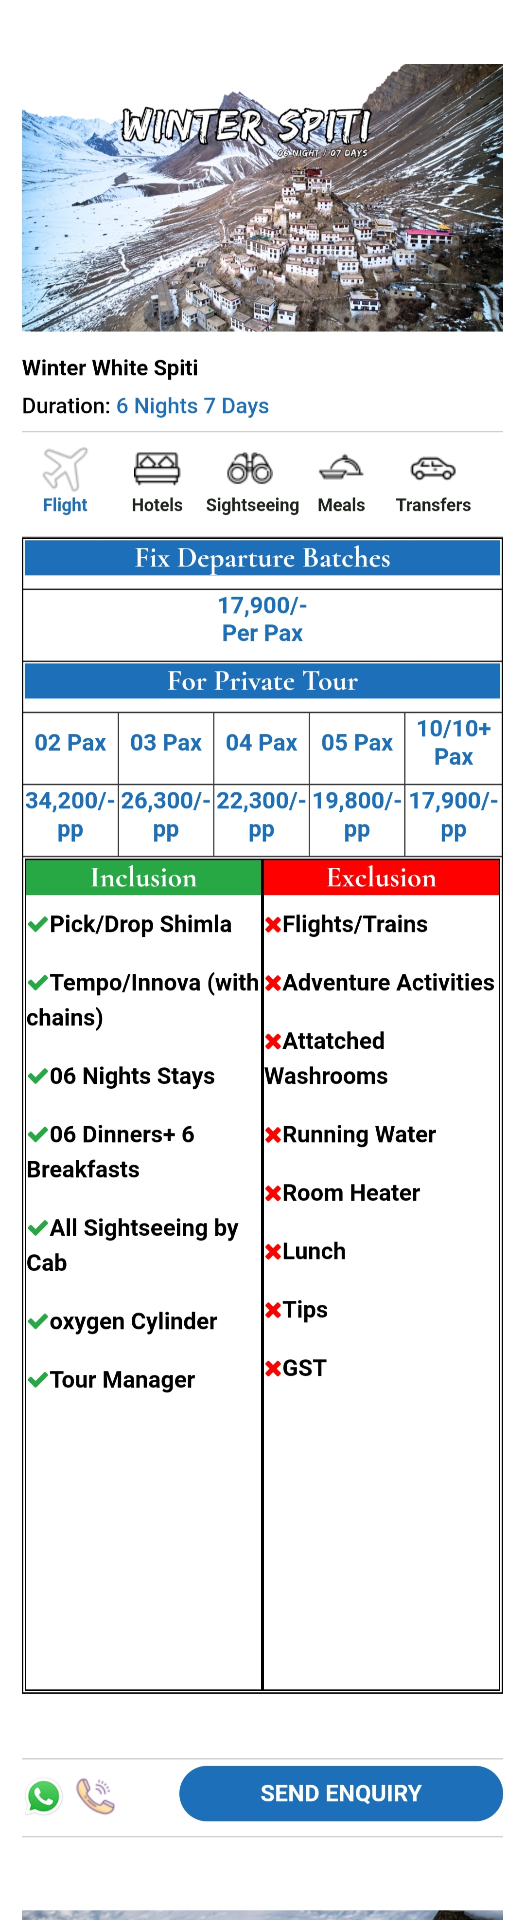 WINTER SPITI
06 NIGHT / 07 DAYS
Winter White Spiti
Duration: 6 Nights 7 Days
Flight Hotels Sightseeing Meals Transfers
Fix Departure Batches
17,900/-
Per Pax
For Private Tour
02 Pax 03 Pax 04 Pax 05 Pax 10/10+
Pax
34,200/- 26,300/- 22,300/- 19,800/- 17,900/-
pp pp pp pp pp
Inclusion
Pick/Drop Shimla
Tempo/Innova (with
chains)
06 Nights Stays
06 Dinners+ 6
Breakfasts
All Sightseeing by
Cab
oxygen Cylinder
Tour Manager
Exclusion
Flights/Trains
Adventure Activities
Attatched
Washrooms
Running Water
Room Heater
Lunch
Tips
GST
SEND ENQUIRY